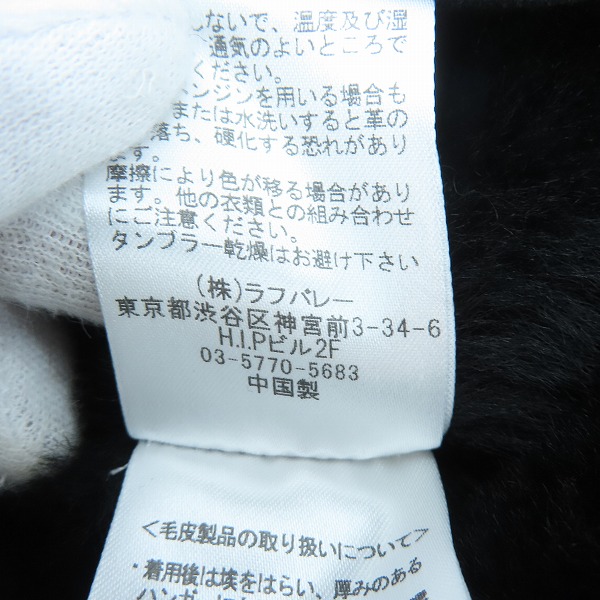 しないで、温度及び湿
通気のよいところで
ください。
ンジンを用いる場合も
または水洗いすると革の
落ち、硬化する恐れがあり
ます。
摩擦により色が移る場合があり
ます。他の衣類との組み合わせ
にご注意ください。
タンブラー乾燥はお避け下さい
(株)ラフバレー
東京都渋谷区神宮前3-34-6
H.I.Pビル2F
03-5770-5683
中国製
<毛皮製品の取り扱いについて>
・着用後は埃をはらい、厚みのある
ハンガーに